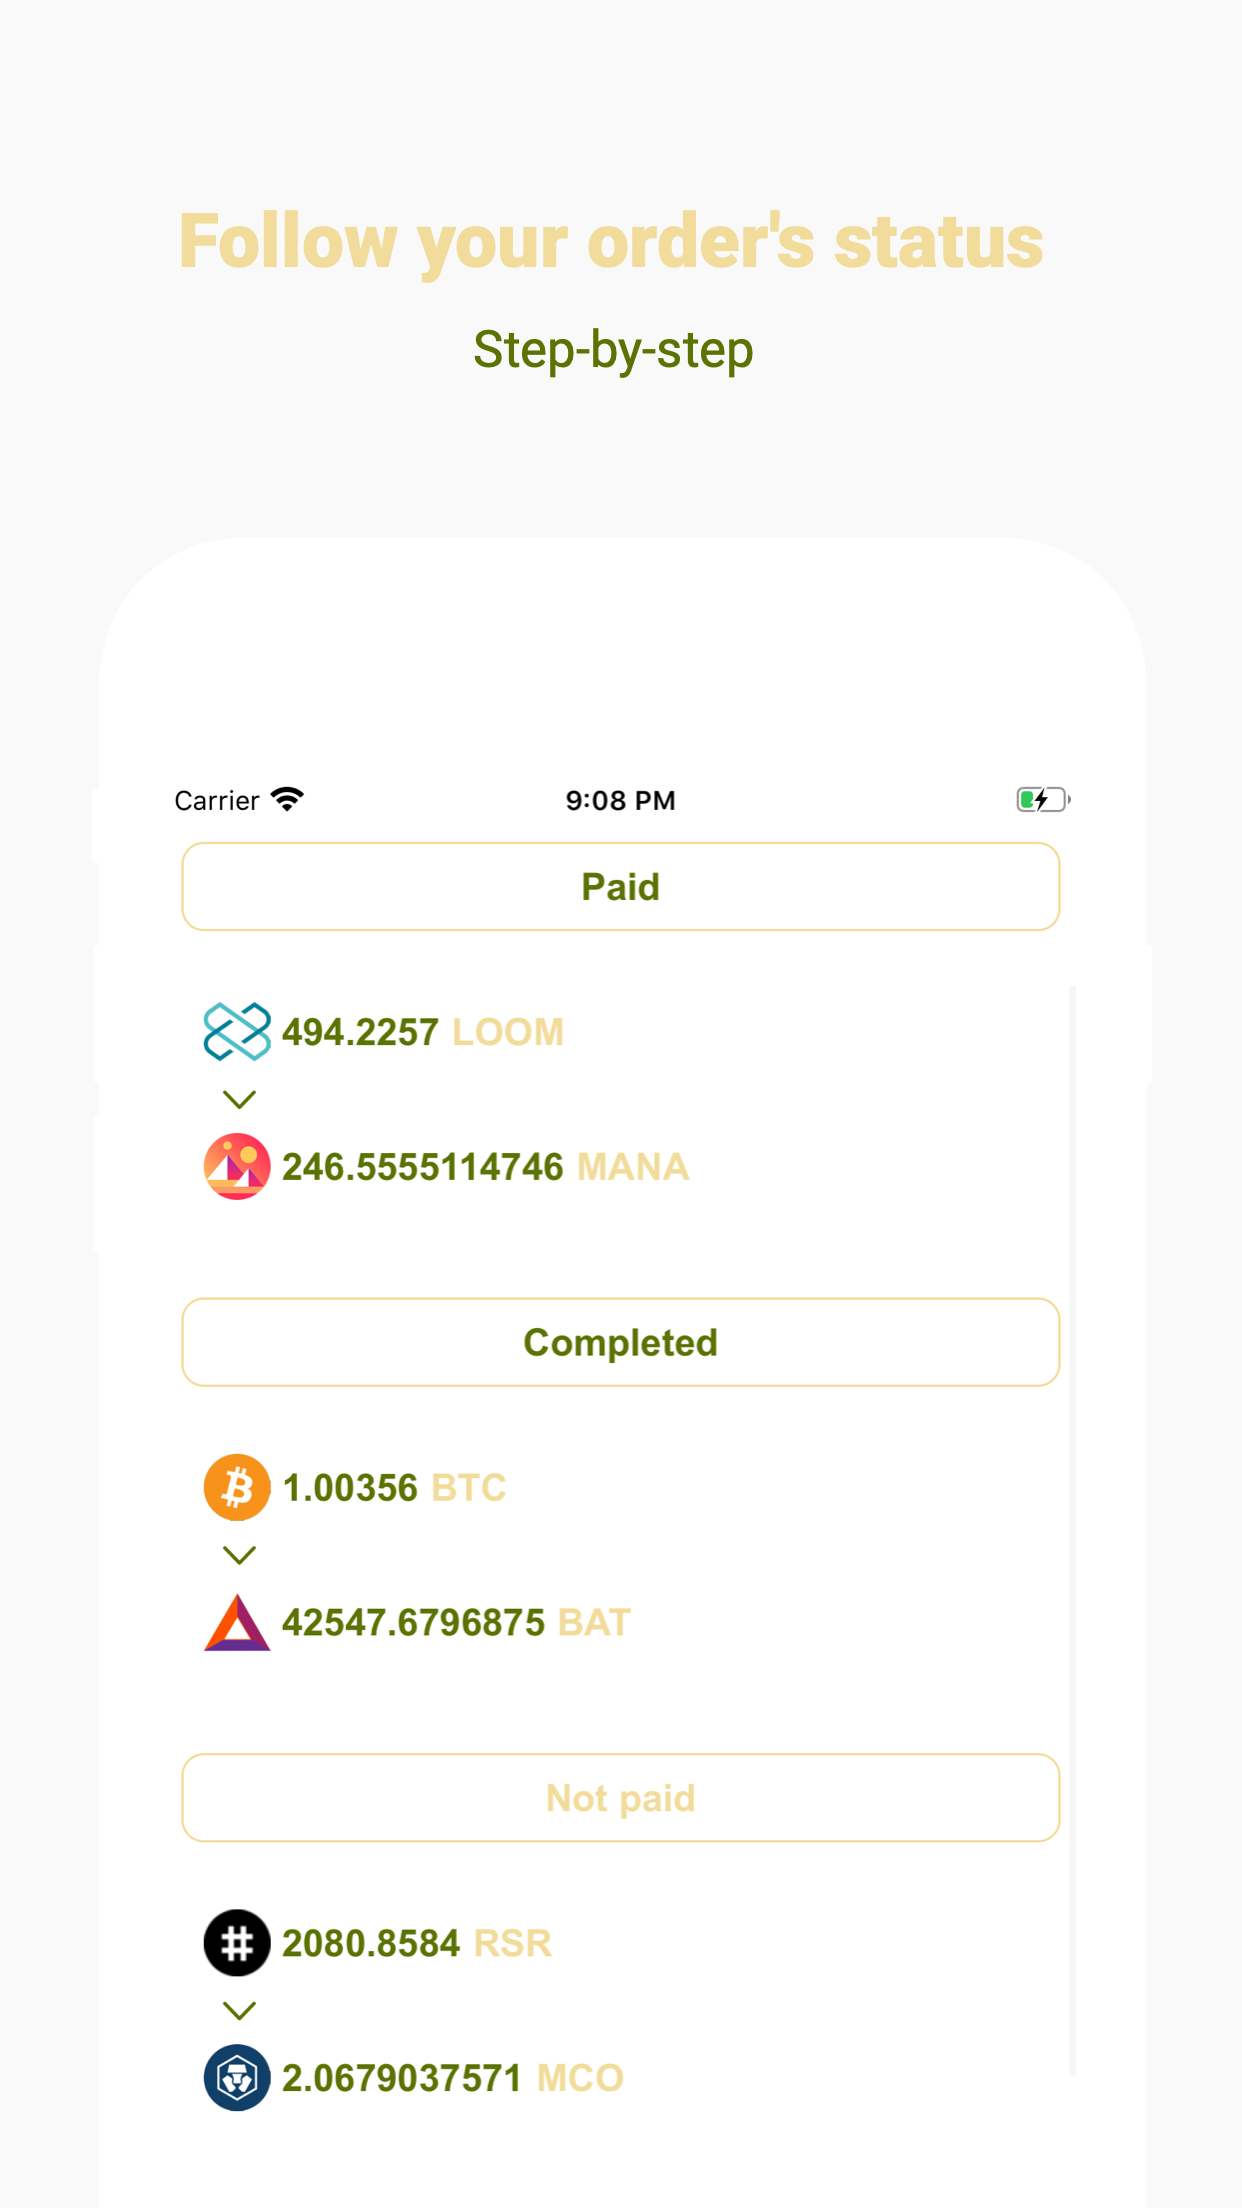 Follow your order's status
Step-by-step
Carrier 9:08 PM
Paid
494.2257 LOOM
246.5555114746 MANA
Completed
1.00356 BTC
42547.6796875 BAT
Not paid
2080.8584 RSR
2.0679037571 MCO